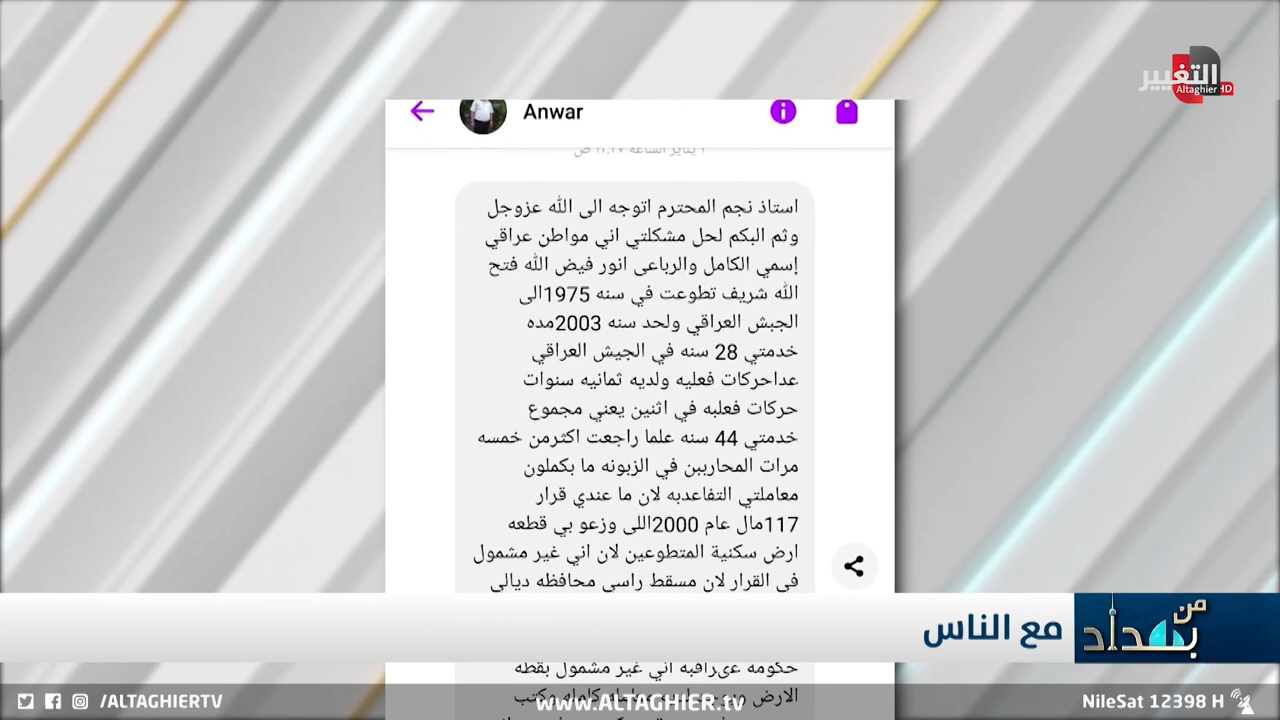 التغيير
Altaghier HD
Anwar
استاذ نجم المحترم اتوجه الى الله عزوجل
وثم البكم لحل مشكلتي اني مواطن عراقي
إسمي الكامل والرباعى انور فيض الله فتح
الله شريف تطوعت في سنه 1975الى
الجبش العراقي ولحد سنه 2003مده
خدمتي 28 سنه في الجيش العراقي
عداحركات فعليه ولديه ثمانيه سنوات
حركات فعلبه في اثنين يعني مجموع
خدمتي 44 سنه علما راجعت اكثرمن خمسه
مرات المحاربين في الزبونه ما بكملون
معاملتي التفاعدبه لان ما عندي قرار
117مال عام 2000اللى وزعو بي قطعه
ارض سكنية المتطوعين لان اني غير مشمول
في القرار لان مسقط راسي محافظه ديالى
مع الناس
من بغداد
اني غير مشمول بقطه
الارض
/ALTAGHIERTV
www.ALTAGHIER.tv
NileSat 12398 H